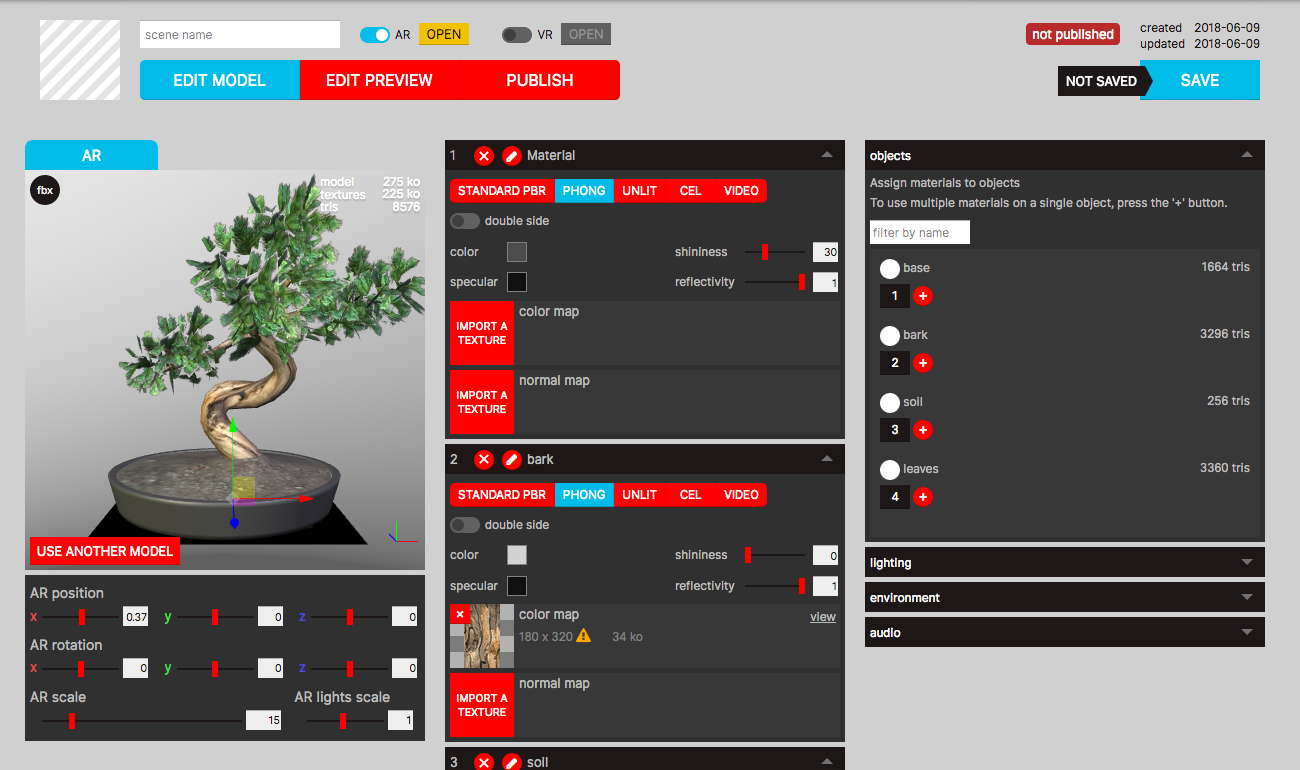 scene name
AR OPEN
VR OPEN
not published
created 2018-06-09
updated 2018-06-09
EDIT MODEL
EDIT PREVIEW
PUBLISH
NOT SAVED
SAVE
AR
fbx
model 275 ko
textures 225 ko
tris 8576
USE ANOTHER MODEL
AR position
x 0.37 y 0 z 0
AR rotation
x 0 y 0 z 0
AR scale AR lights scale
15 1
1 Material
STANDARD PBR PHONG UNLIT CEL VIDEO
double side
color shininess 30
specular reflectivity 1
IMPORT A
TEXTURE
color map
IMPORT A
TEXTURE
normal map
2 bark
STANDARD PBR PHONG UNLIT CEL VIDEO
double side
color shininess 0
specular reflectivity 1
color map view
180 x 320 34 ko
IMPORT A
TEXTURE
normal map
3 soil
objects
Assign materials to objects
To use multiple materials on a single object, press the '+' button.
filter by name
base 1664 tris
1 +
bark 3296 tris
2 +
soil 256 tris
3 +
leaves 3360 tris
4 +
lighting
environment
audio